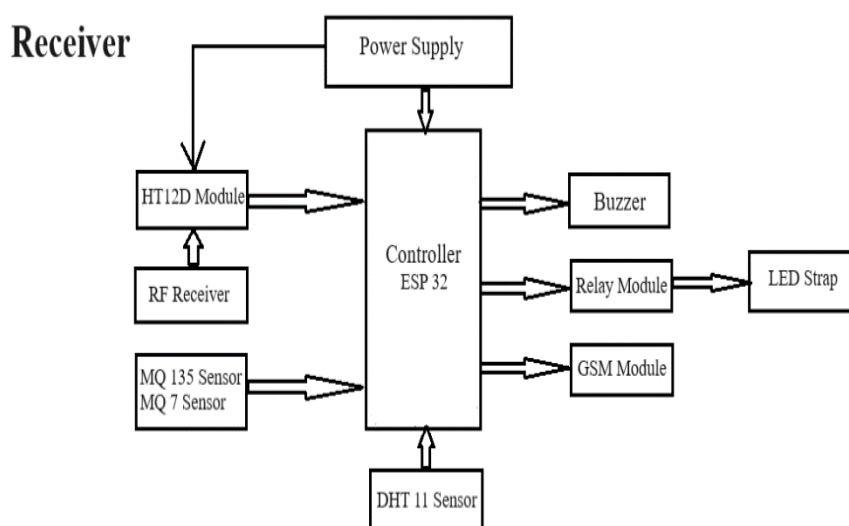 Receiver
Power Supply
HT12D Module
RF Receiver
MQ 135 Sensor
MQ 7 Sensor
Controller
ESP 32
DHT 11 Sensor
Buzzer
Relay Module
LED Strap
GSM Module